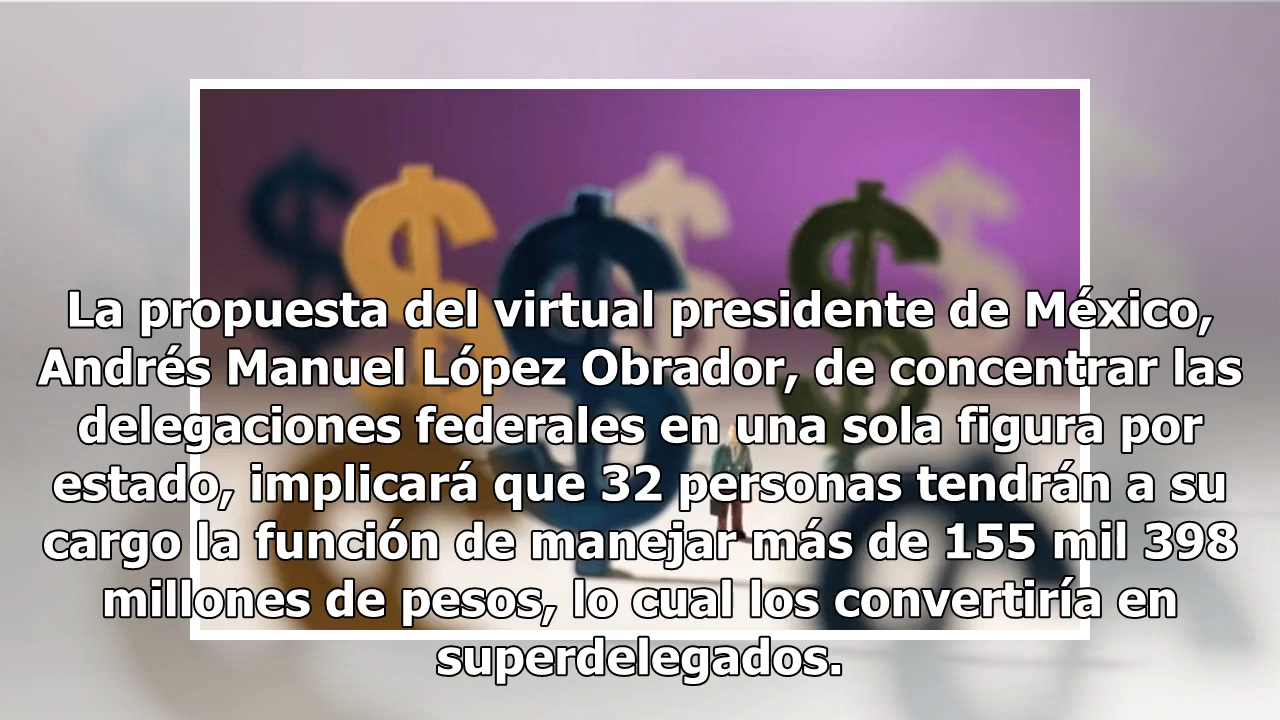 La propuesta del virtual presidente de México,
Andrés Manuel López Obrador, de concentrar las
delegaciones federales en una sola figura por
estado, implicará que 32 personas tendrán a su
cargo la función de manejar más de 155 mil 398
millones de pesos, lo cual los convertiría en
superdelegados.